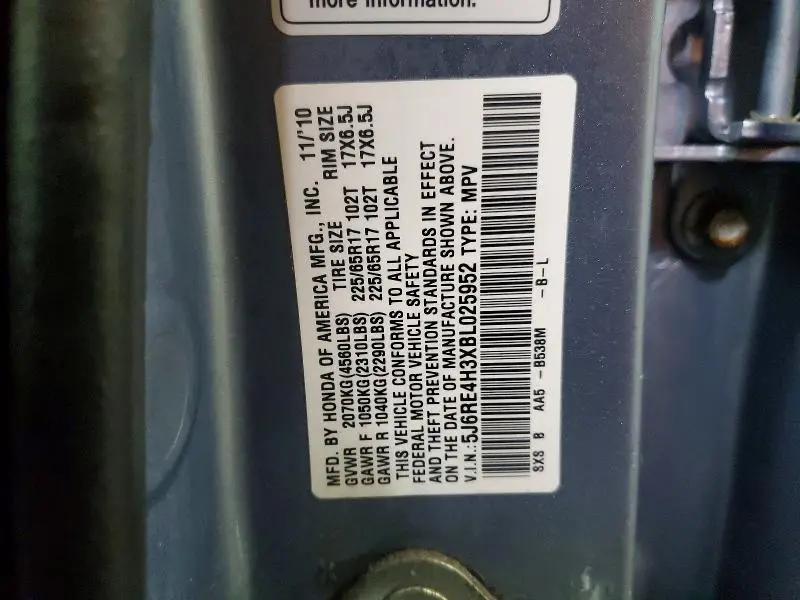 more information.
MFD. BY HONDA OF AMERICA MFG., INC. 11/'10
GVWR 2070KG(4560LBS) TIRE SIZE RIM SIZE
GAWR F 1050KG(2310LBS) 225/65R17 102T 17X6.5J
GAWR R 1040KG(2290LBS) 225/65R17 102T 17X6.5J
THIS VEHICLE CONFORMS TO ALL APPLICABLE
FEDERAL MOTOR VEHICLE SAFETY
AND THEFT PREVENTION STANDARDS IN EFFECT
ON THE DATE OF MANUFACTURE SHOWN ABOVE.
V.I.N.: 5J6RE4H3XBL025952 TYPE: MPV
SXS B AA5 -B538M -B-L